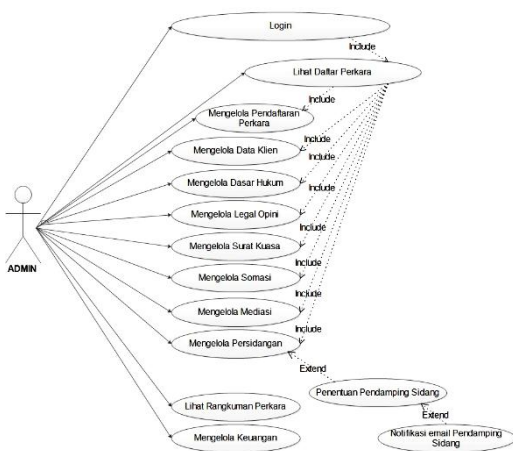 Login
Include
Lihat Daftar Perkara
Include
Mengelola Pendaftaran
Perkara
Include
Mengelola Data Klien
Include
Mengelola Dasar Hukum
Include
Mengelola Legal Opini
Include
Mengelola Surat Kuasa
Include
Mengelola Somasi
Mengelola Mediasi
Include
Mengelola Persidangan
ADMIN
Extend
Penentuan Pendamping Sidang
Extend
Lihat Rangkuman Perkara
Notifikasi email Pendamping
Sidang
Mengelola Keuangan